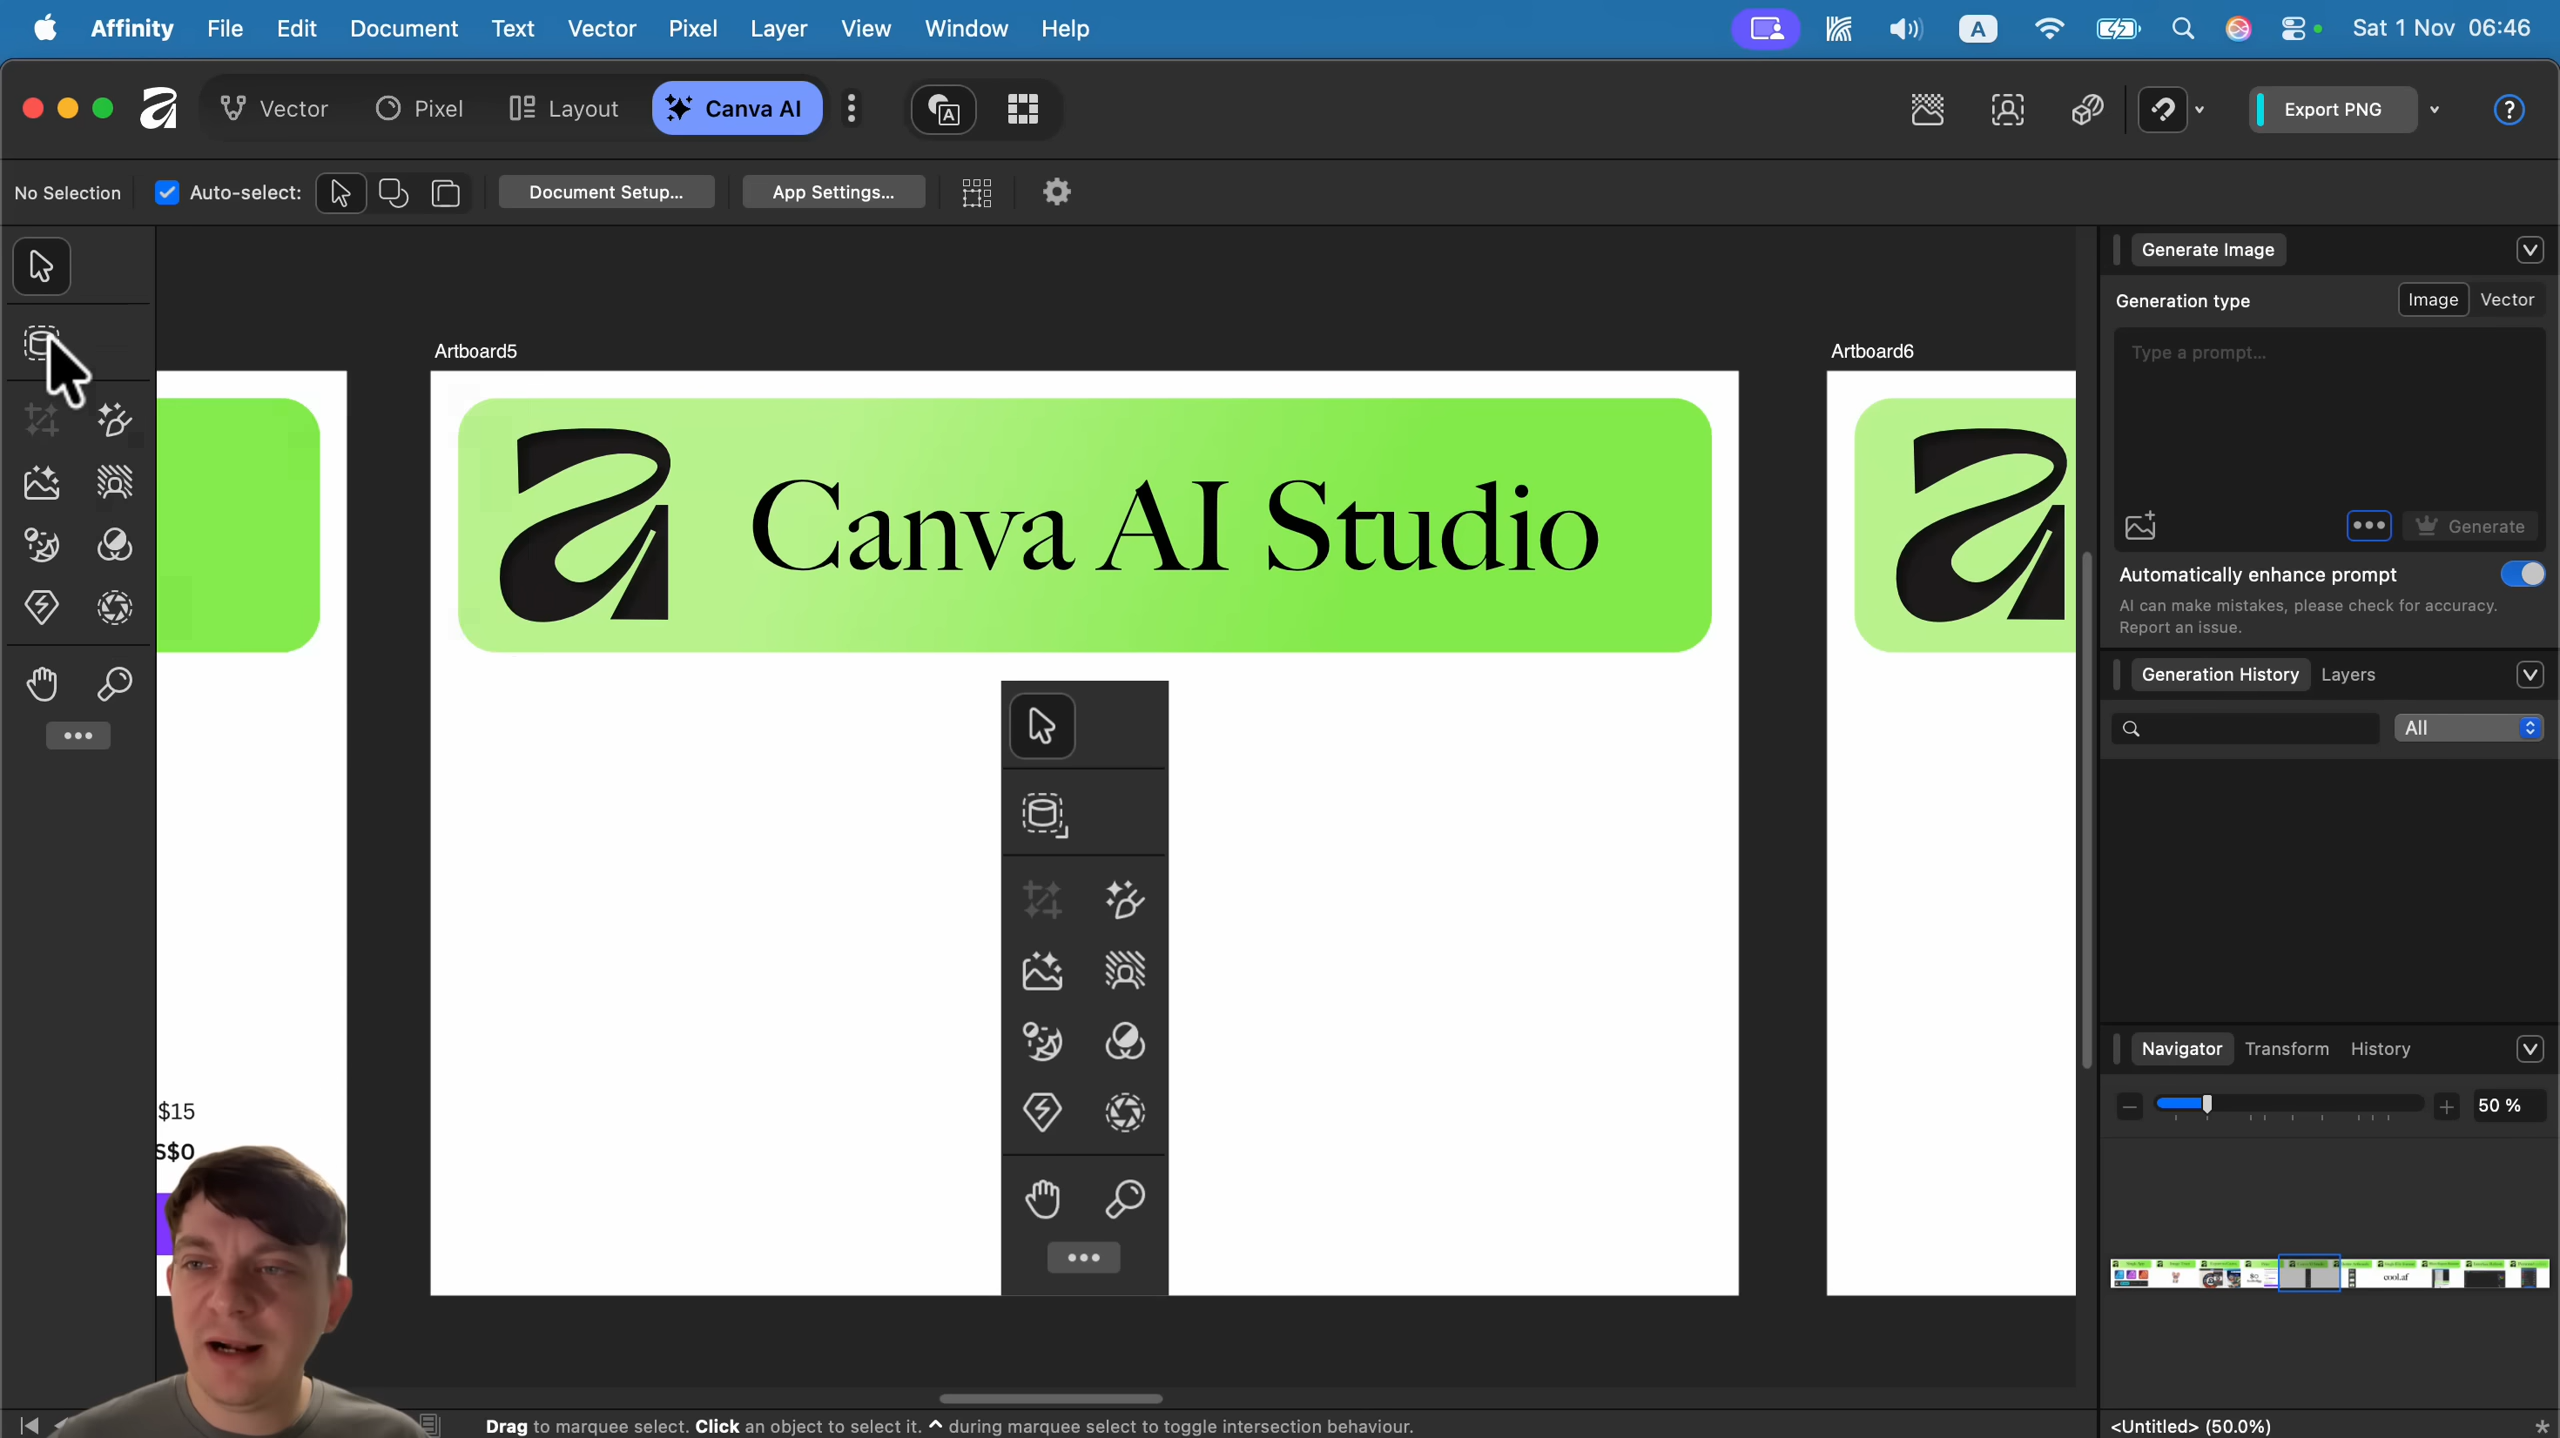 Affinity File Edit Document Text Vector Pixel Layer View Window Help
A
Sat 1 Nov 06:46
Vector Pixel Layout Canva AI
A
Export PNG
?
No Selection Auto-select: Document Setup... App Settings...
Generate Image
Generation type Image Vector
Type a prompt...
Generate
Automatically enhance prompt
AI can make mistakes, please check for accuracy.
Report an issue.
Generation History Layers
All
Navigator Transform History
50 %
Artboard5
Artboard6
Canva AI Studio
$15
S$0
cool.af
Drag to marquee select. Click an object to select it. ^ during marquee select to toggle intersection behaviour.
<Untitled> (50.0%)